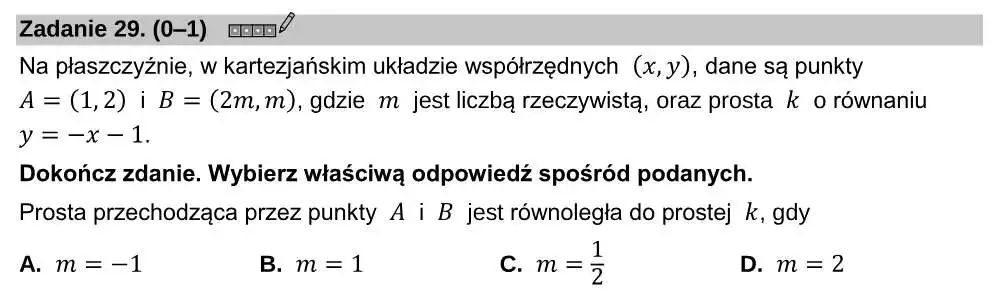 Zadanie 29. (0–1)
Na płaszczyźnie, w kartezjańskim układzie współrzędnych (x, y), dane są punkty
A = (1, 2) i B = (2m, m), gdzie m jest liczbą rzeczywistą, oraz prosta k o równaniu
y = −x − 1.
Dokończ zdanie. Wybierz właściwą odpowiedź spośród podanych.
Prosta przechodząca przez punkty A i B jest równoległa do prostej k, gdy
A. m = −1 B. m = 1 C. m = 1/2 D. m = 2